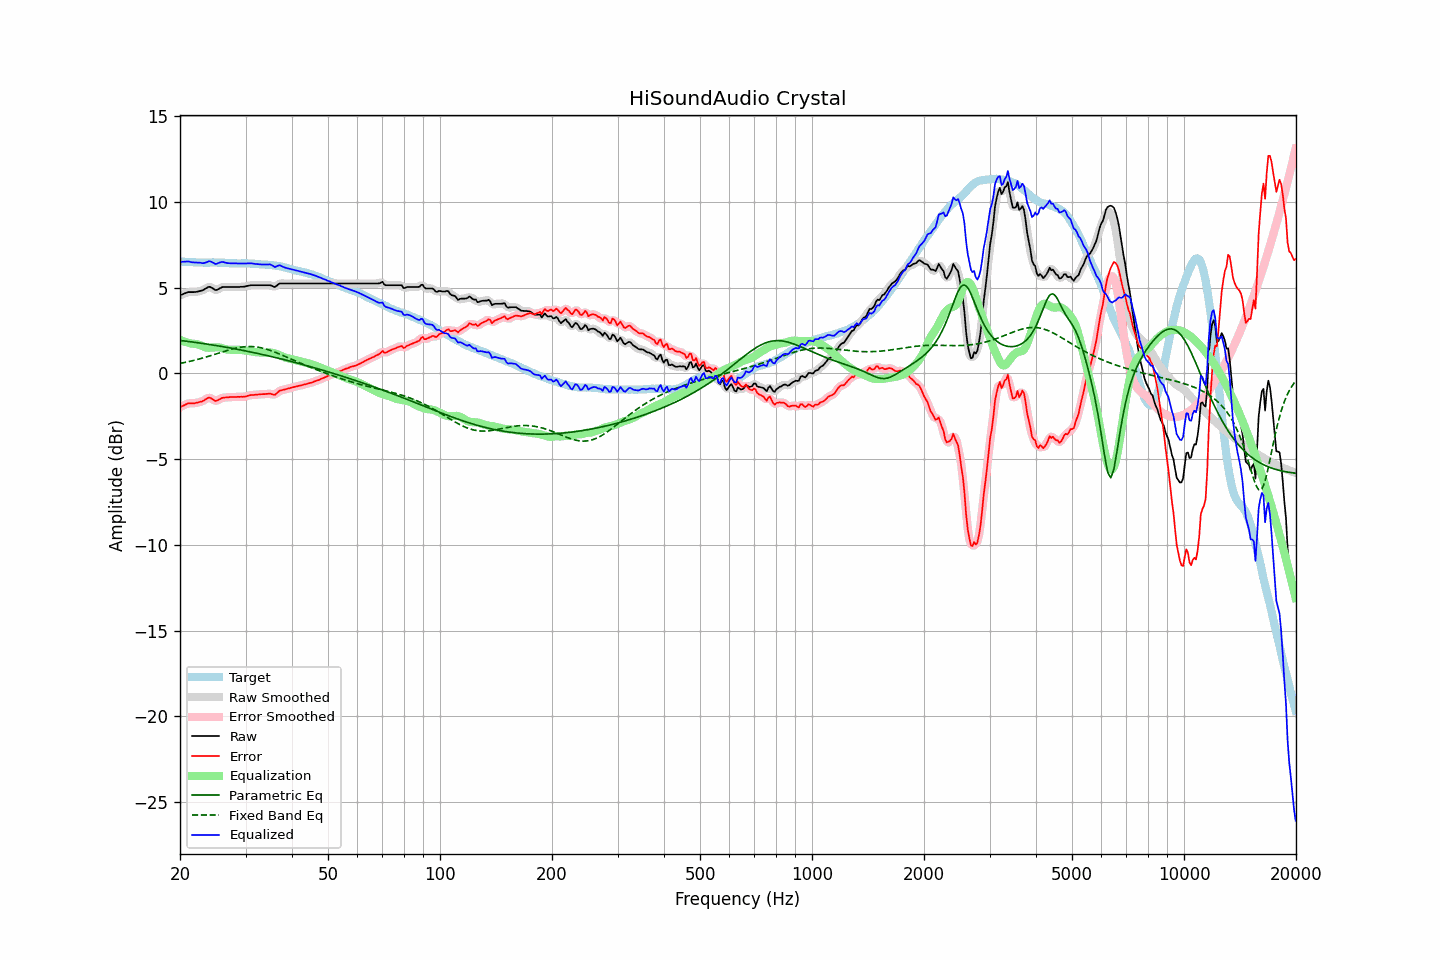 HiSoundAudio Crystal
15
10
5
0
−5
−10
−15
−20
−25
Amplitude (dBr)
Target
Raw Smoothed
Error Smoothed
Raw
Error
Equalization
Parametric Eq
Fixed Band Eq
Equalized
20 50 100 200 500 1000 2000 5000 10000 20000
Frequency (Hz)